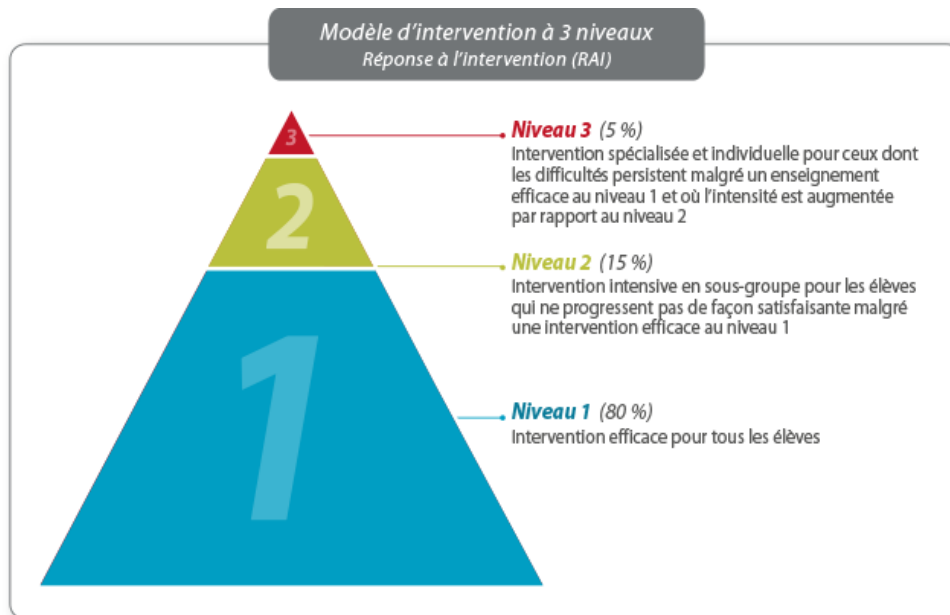 Modèle d'intervention à 3 niveaux
Réponse à l'intervention (RAI)
3
Niveau 3 (5 %)
Intervention spécialisée et individuelle pour ceux dont
les difficultés persistent malgré un enseignement
efficace au niveau 1 et où l'intensité est augmentée
par rapport au niveau 2
2
Niveau 2 (15 %)
Intervention intensive en sous-groupe pour les élèves
qui ne progressent pas de façon satisfaisante malgré
une intervention efficace au niveau 1
1
Niveau 1 (80 %)
Intervention efficace pour tous les élèves